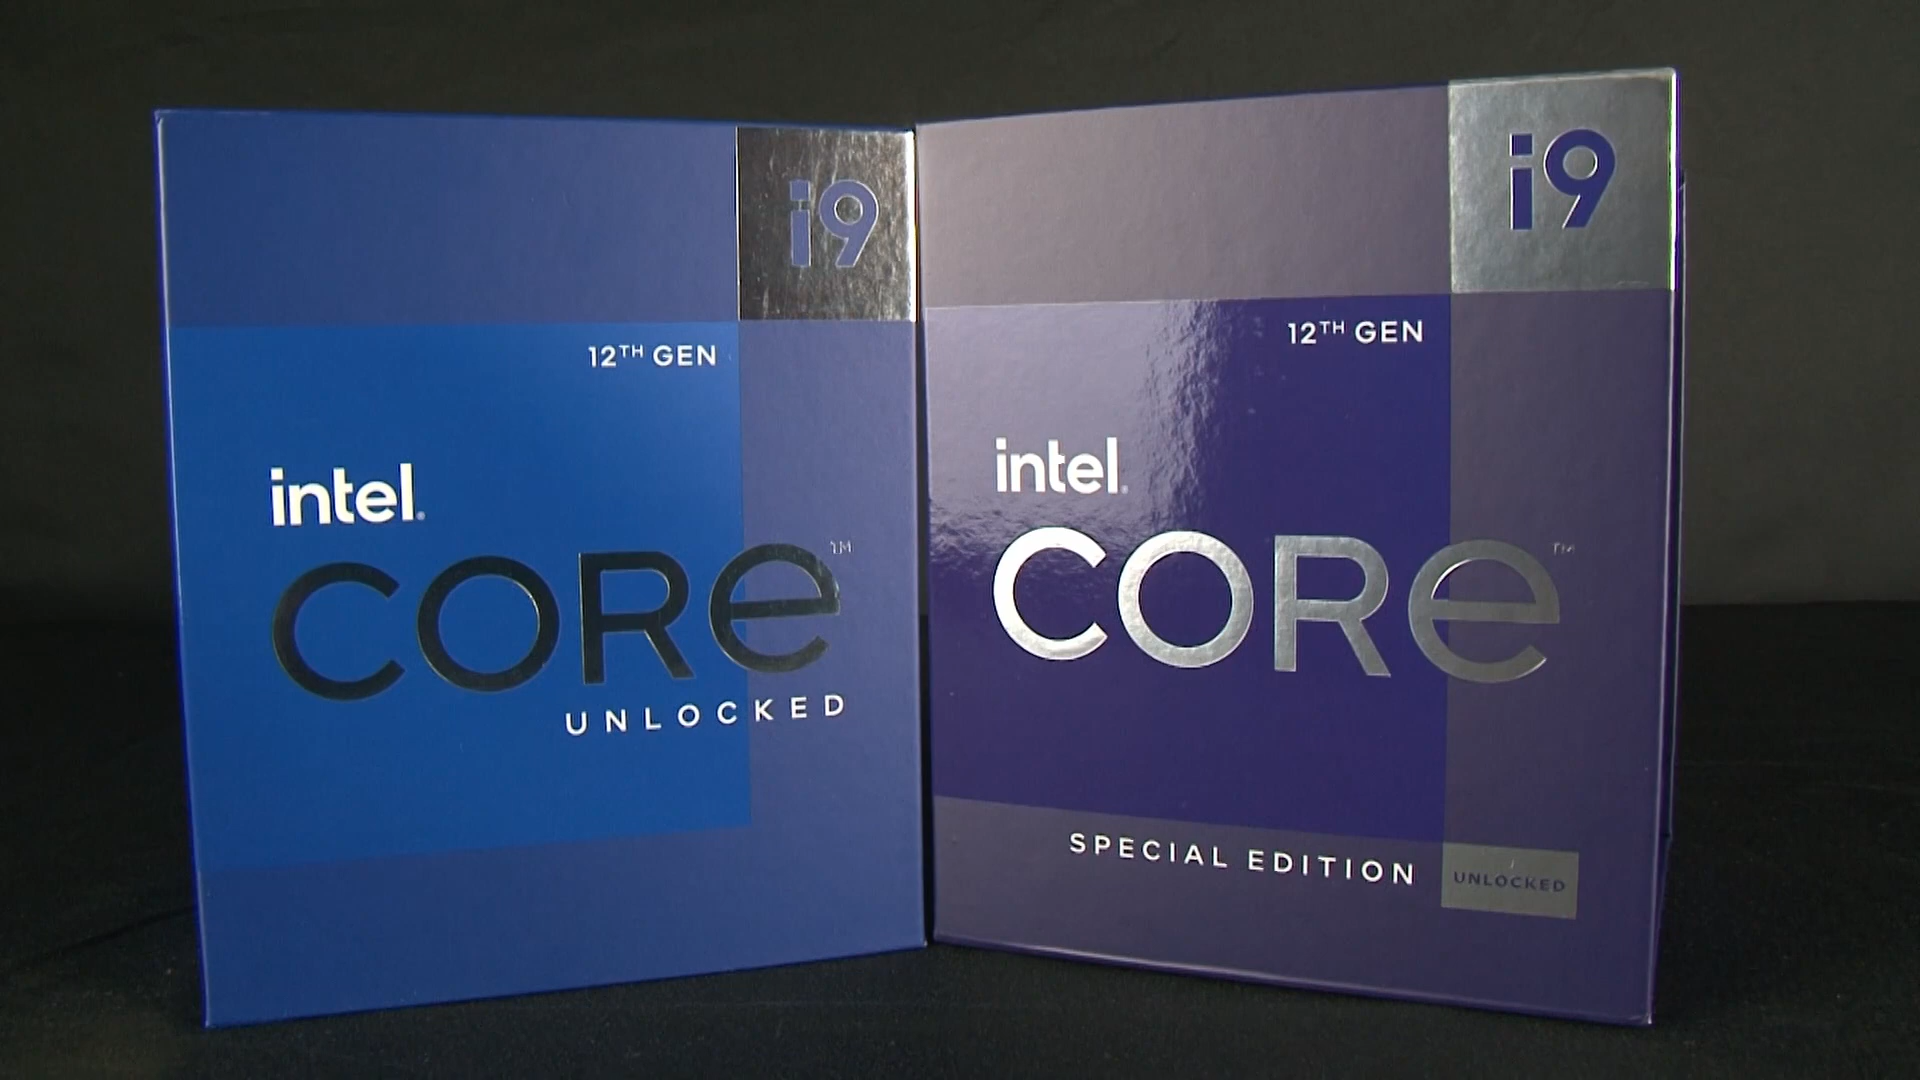 i9
12TH GEN
intel.
CORe™
UNLOCKED
i9
12TH GEN
intel.
CORe™
SPECIAL EDITION
UNLOCKED